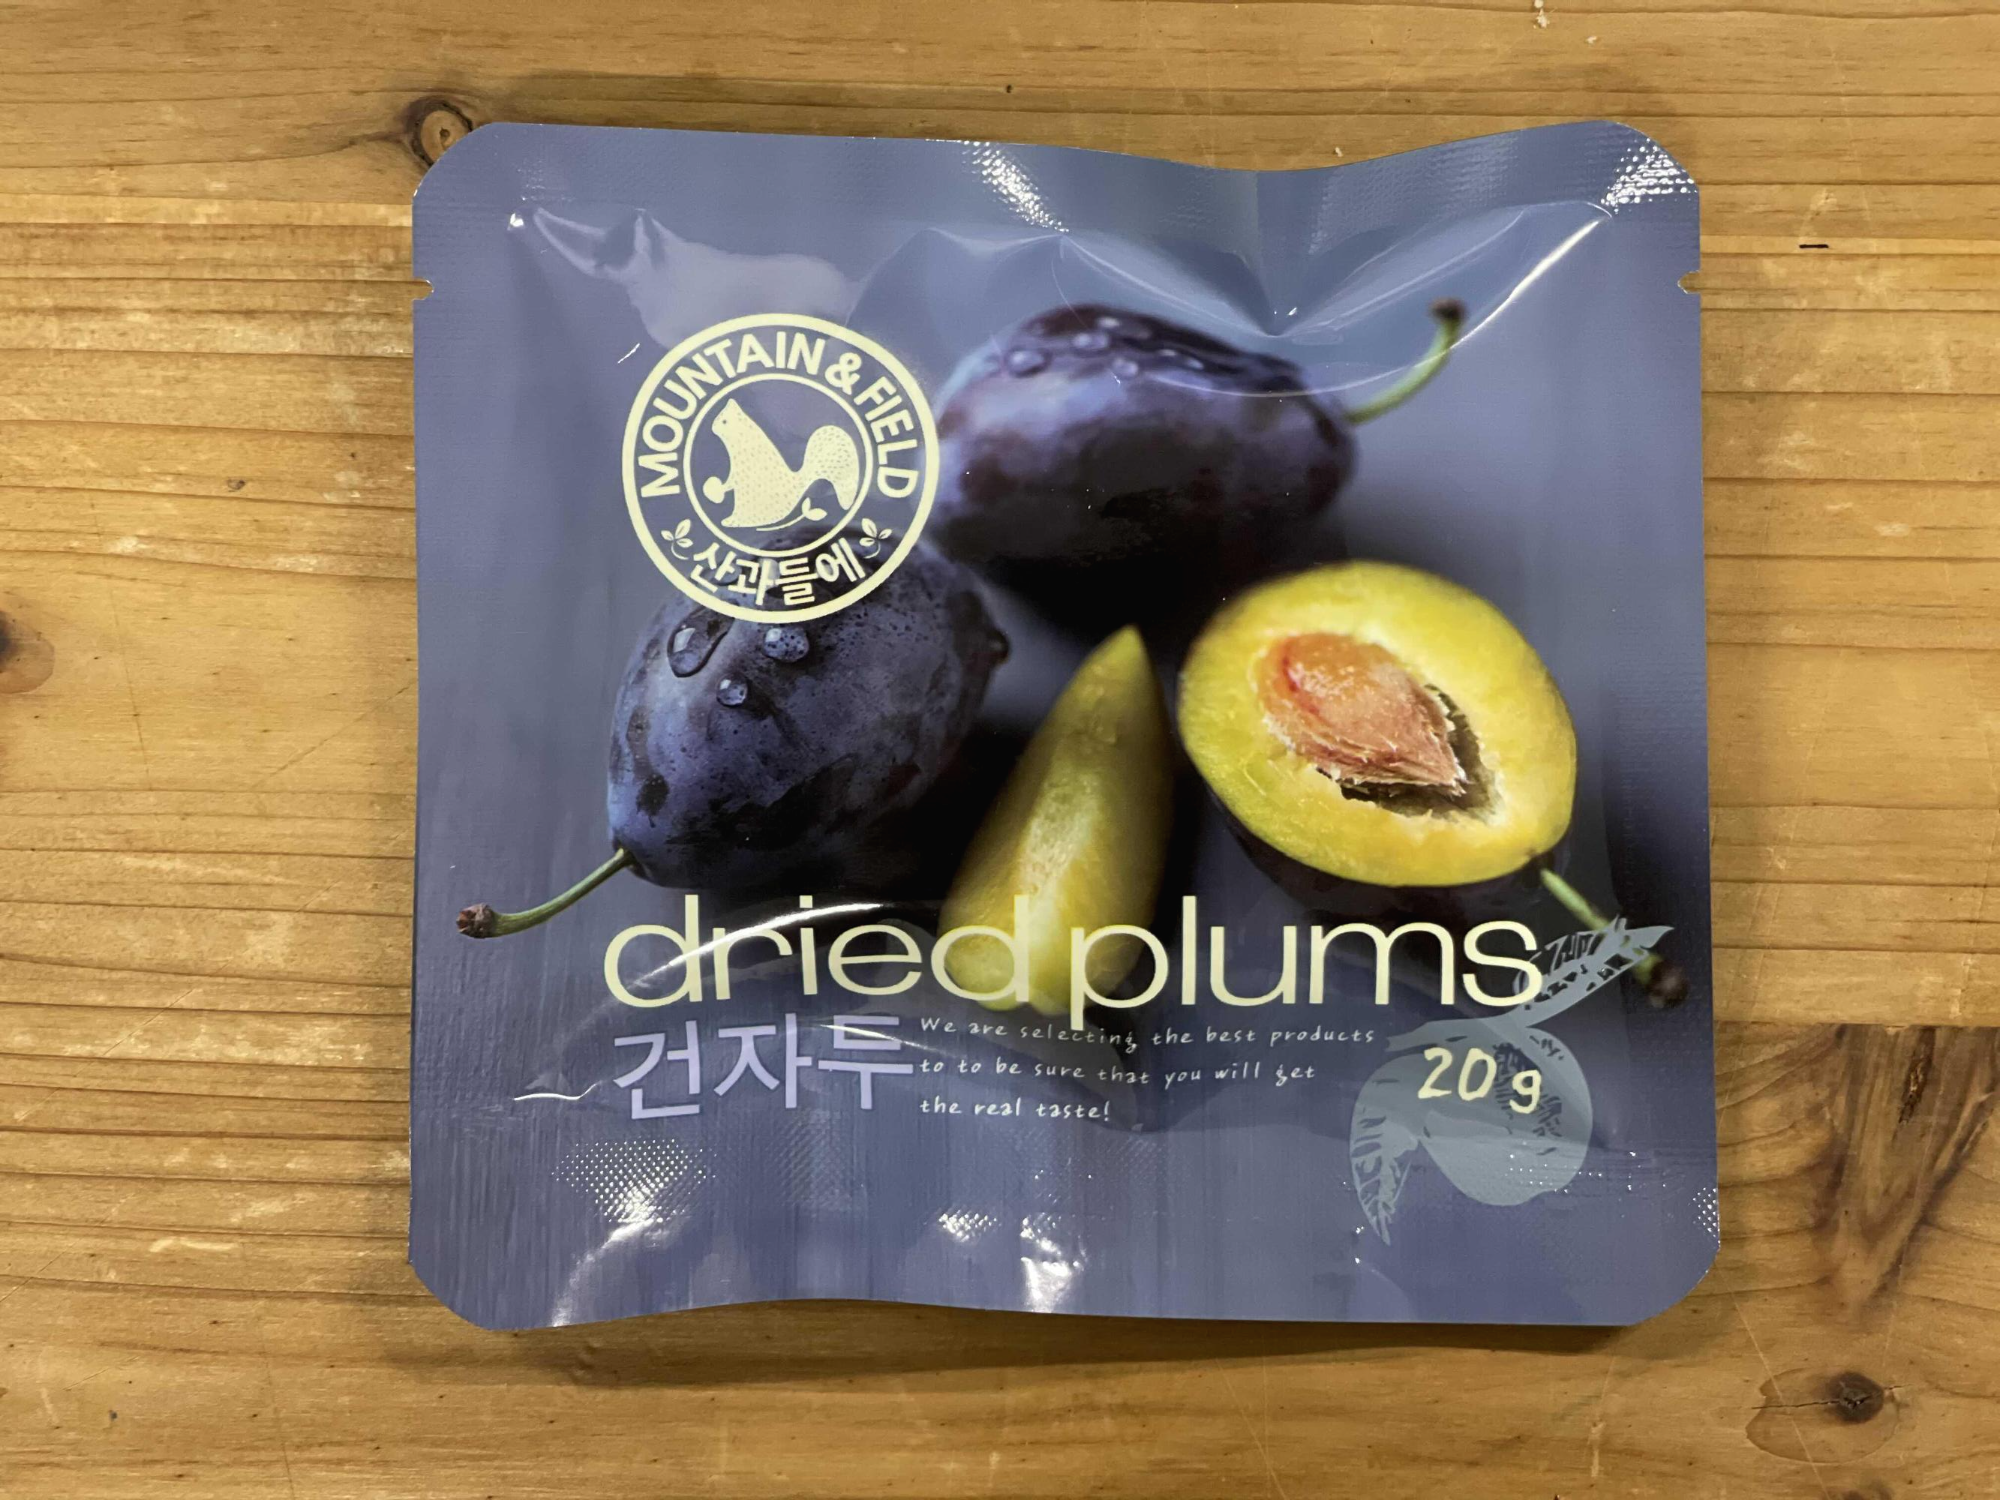 MOUNTAIN & FIELD
산과들에
dried plums
건자두
We are selecting the best products
to to be sure that you will get
the real taste!
20g